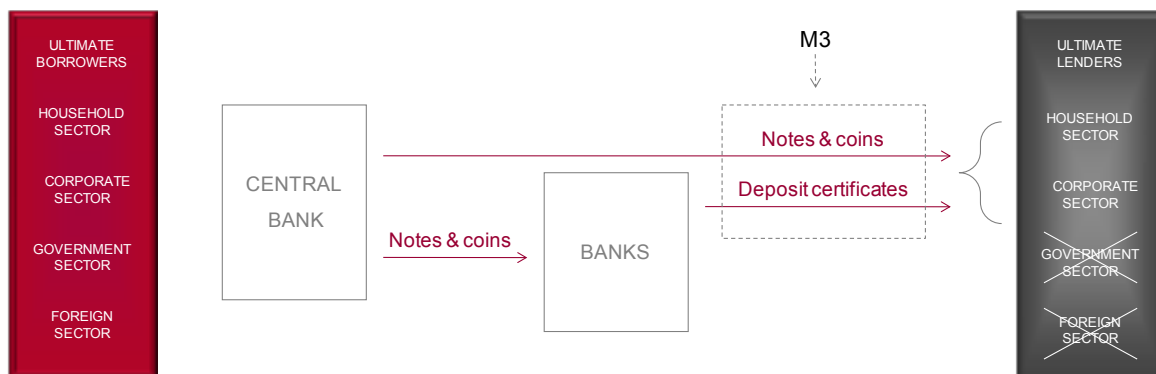 ULTIMATE
BORROWERS
HOUSEHOLD
SECTOR
CORPORATE
SECTOR
GOVERNMENT
SECTOR
FOREIGN
SECTOR
CENTRAL
BANK
Notes & coins
BANKS
M3
Notes & coins
Deposit certificates
ULTIMATE
LENDERS
HOUSEHOLD
SECTOR
CORPORATE
SECTOR
GOVERNMENT
SECTOR
FOREIGN
SECTOR